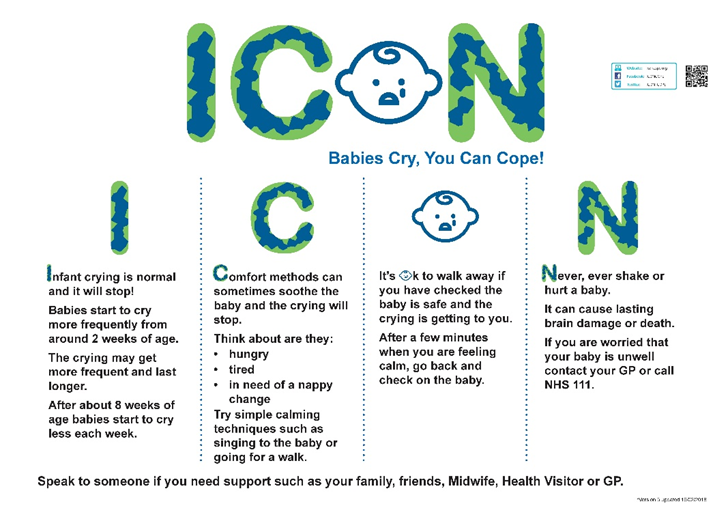 ICON
Babies Cry, You Can Cope!
I
Infant crying is normal
and it will stop!
Babies start to cry
more frequently from
around 2 weeks of age.
The crying may get
more frequent and last
longer.
After about 8 weeks of
age babies start to cry
less each week.
C
Comfort methods can
sometimes soothe the
baby and the crying will
stop.
Think about are they:
• hungry
• tired
• in need of a nappy
change
Try simple calming
techniques such as
singing to the baby or
going for a walk.
It's Ok to walk away if
you have checked the
baby is safe and the
crying is getting to you.
After a few minutes
when you are feeling
calm, go back and
check on the baby.
N
Never, ever shake or
hurt a baby.
It can cause lasting
brain damage or death.
If you are worried that
your baby is unwell
contact your GP or call
NHS 111.
Speak to someone if you need support such as your family, friends, Midwife, Health Visitor or GP.